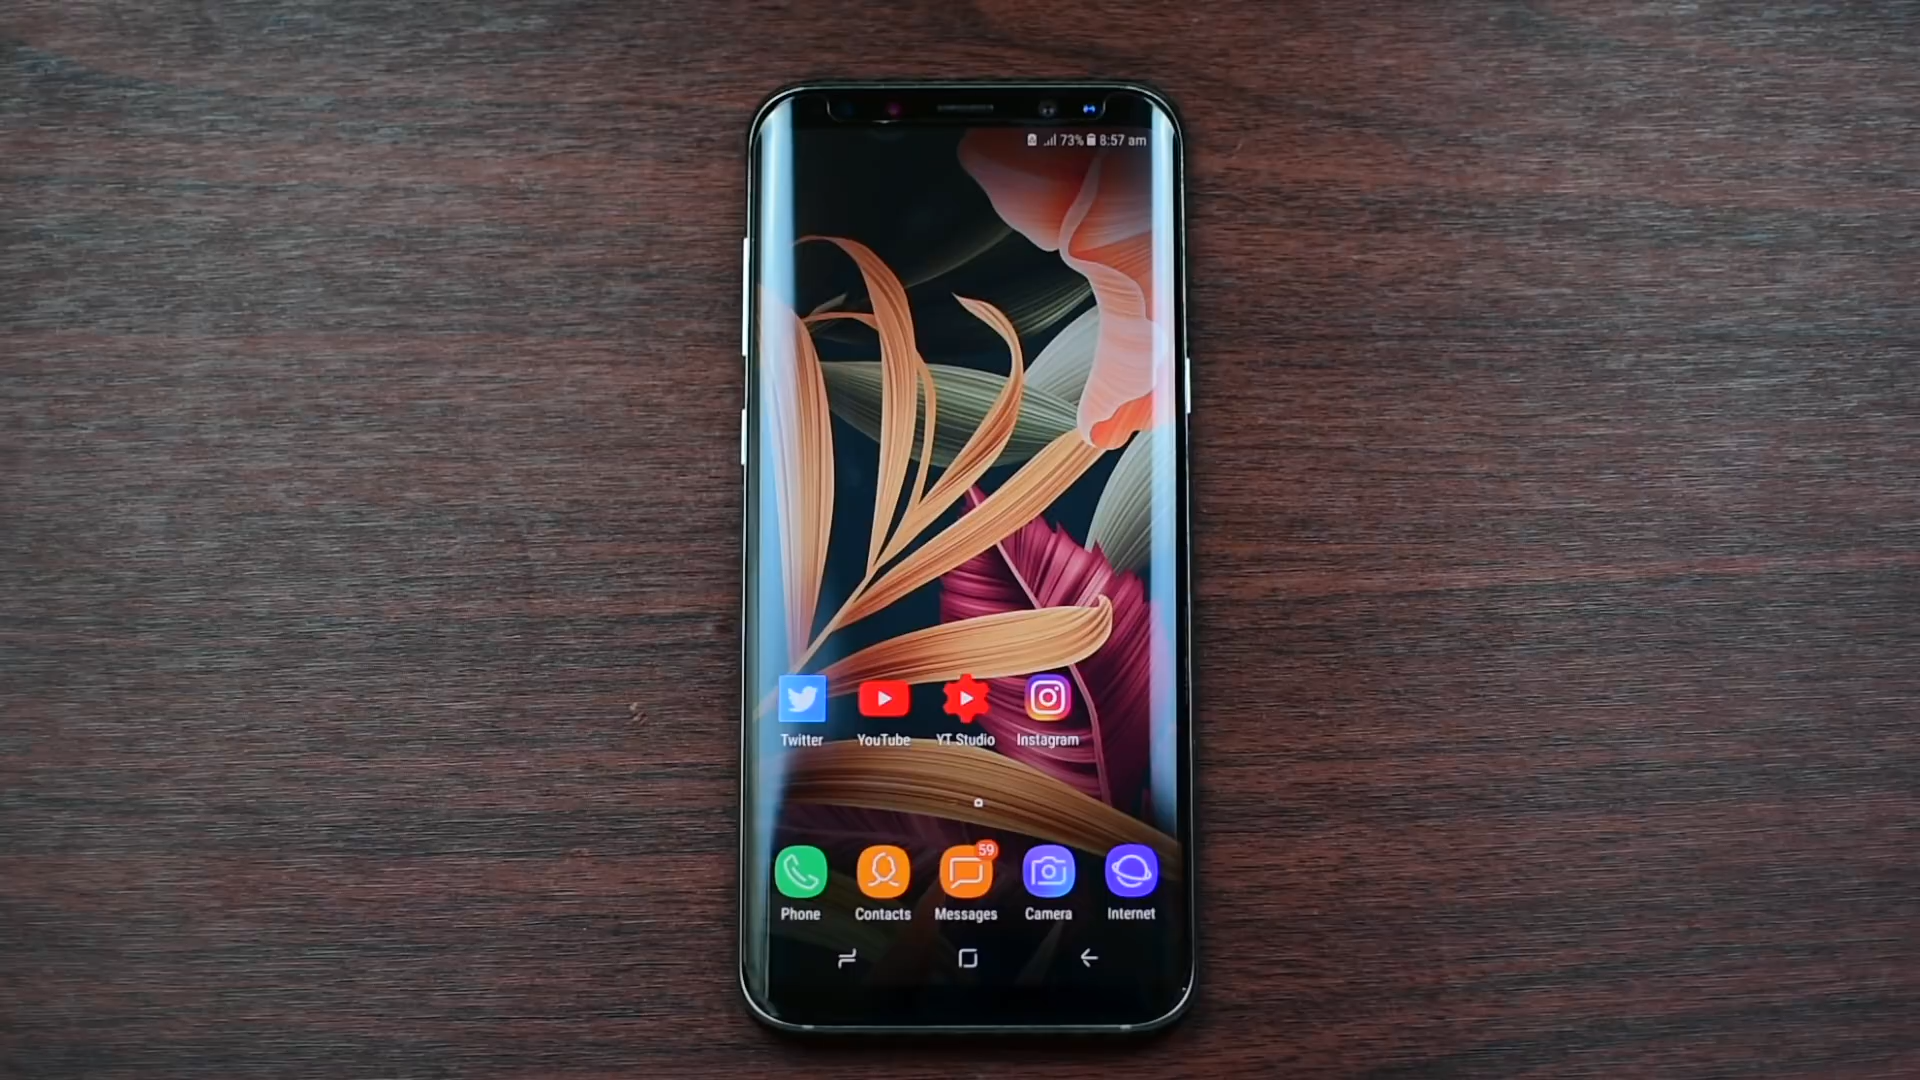 73% 8:57 am
Twitter YouTube YT Studio Instagram
59
Phone Contacts Messages Camera Internet